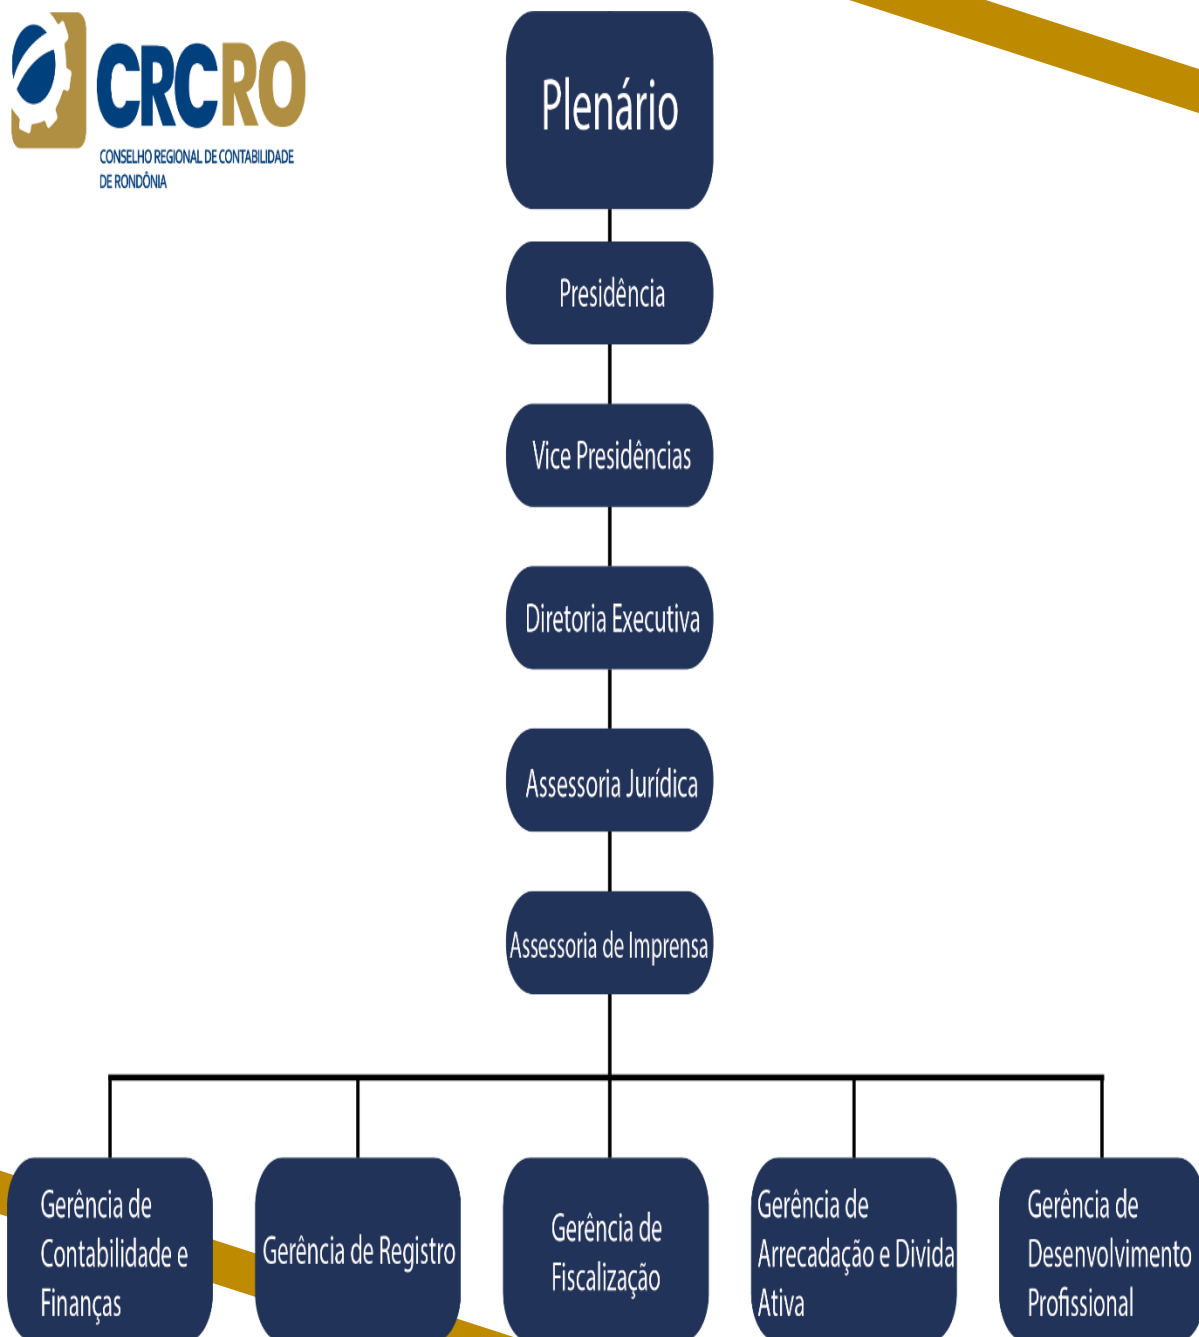 CRCRO
CONSELHO REGIONAL DE CONTABILIDADE
DE RONDÔNIA
Plenário
Presidência
Vice Presidências
Diretoria Executiva
Assessoria Jurídica
Assessoria de Imprensa
Gerência de
Contabilidade e
Finanças
Gerência de Registro
Gerência de
Fiscalização
Gerência de
Arrecadação e Divida
Ativa
Gerência de
Desenvolvimento
Profissional